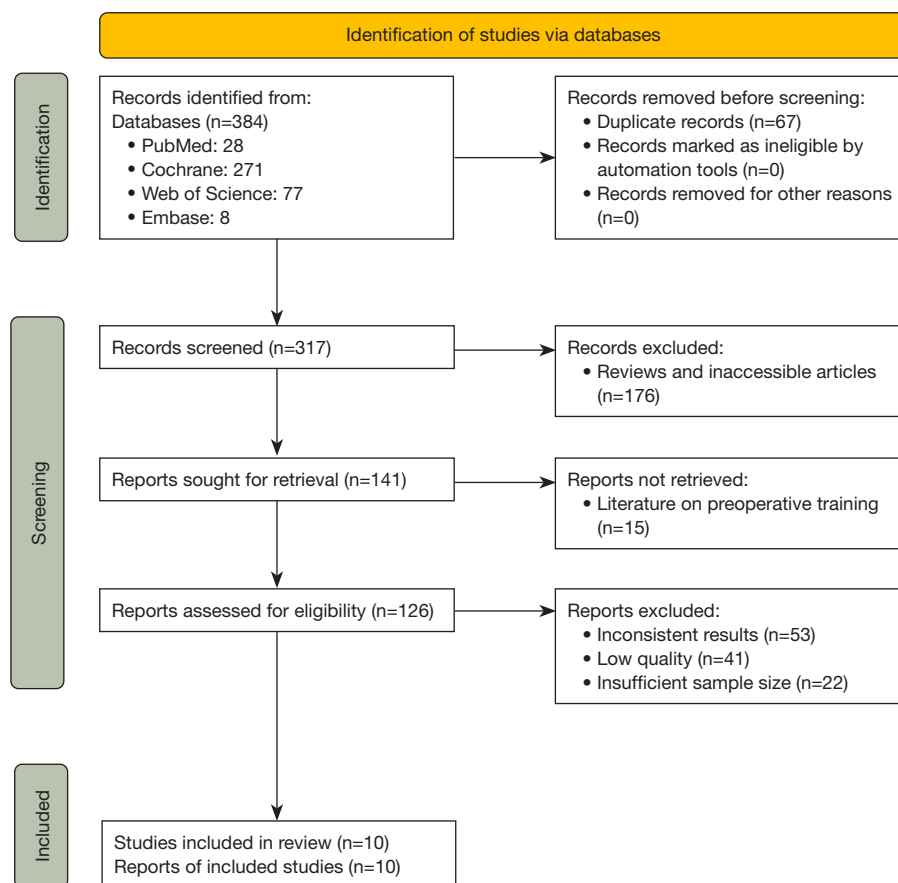 Identification of studies via databases
Identification
Records identified from:
Databases (n=384)
• PubMed: 28
• Cochrane: 271
• Web of Science: 77
• Embase: 8
Records removed before screening:
• Duplicate records (n=67)
• Records marked as ineligible by
automation tools (n=0)
• Records removed for other reasons
(n=0)
Screening
Records screened (n=317)
Records excluded:
• Reviews and inaccessible articles
(n=176)
Reports sought for retrieval (n=141)
Reports not retrieved:
• Literature on preoperative training
(n=15)
Reports assessed for eligibility (n=126)
Reports excluded:
• Inconsistent results (n=53)
• Low quality (n=41)
• Insufficient sample size (n=22)
Included
Studies included in review (n=10)
Reports of included studies (n=10)